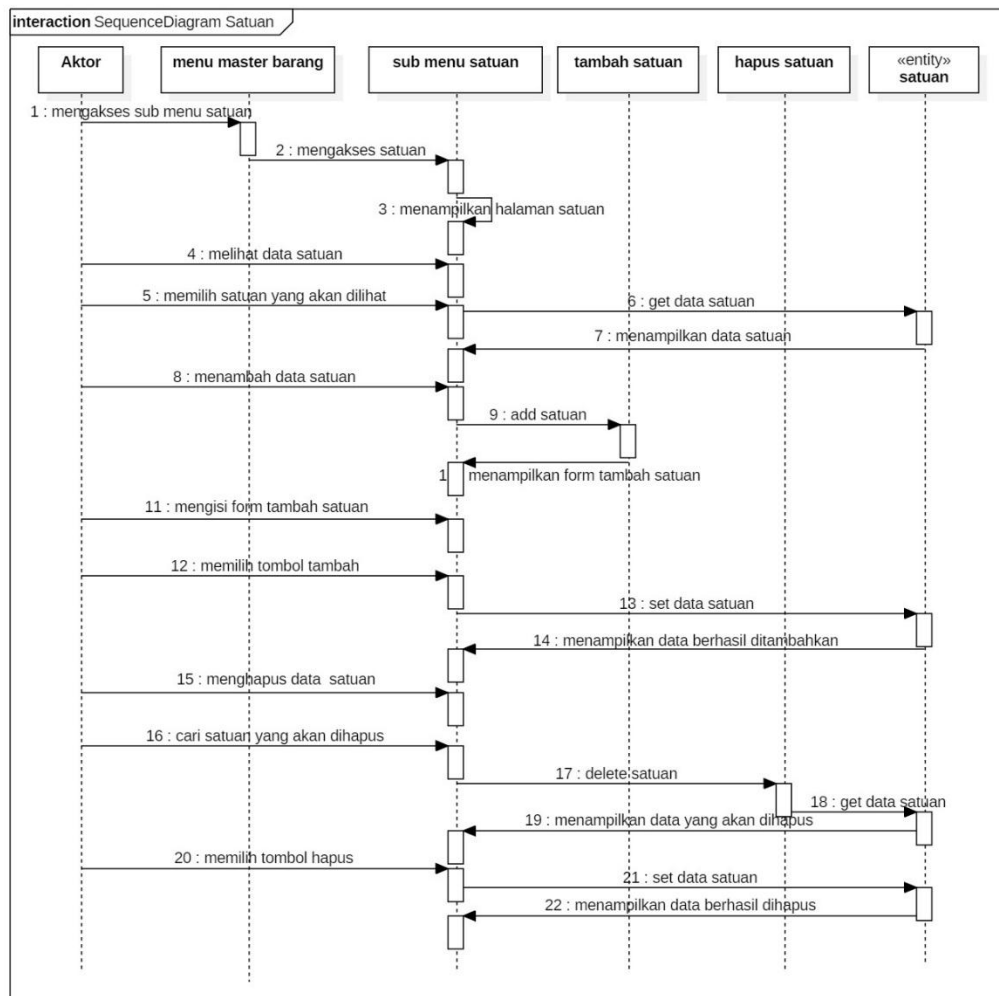 interaction SequenceDiagram Satuan
Aktor
menu master barang
sub menu satuan
tambah satuan
hapus satuan
«entity»
satuan
1 : mengakses sub menu satuan
2 : mengakses satuan
3 : menampilkan halaman satuan
4 : melihat data satuan
5 : memilih satuan yang akan dilihat
6 : get data satuan
7 : menampilkan data satuan
8 : menambah data satuan
9 : add satuan
1 menampilkan form tambah satuan
11 : mengisi form tambah satuan
12 : memilih tombol tambah
13 : set data satuan
14 : menampilkan data berhasil ditambahkan
15 : menghapus data satuan
16 : cari satuan yang akan dihapus
17 : delete satuan
18 : get data satuan
19 : menampilkan data yang akan dihapus
20 : memilih tombol hapus
21 : set data satuan
22 : menampilkan data berhasil dihapus